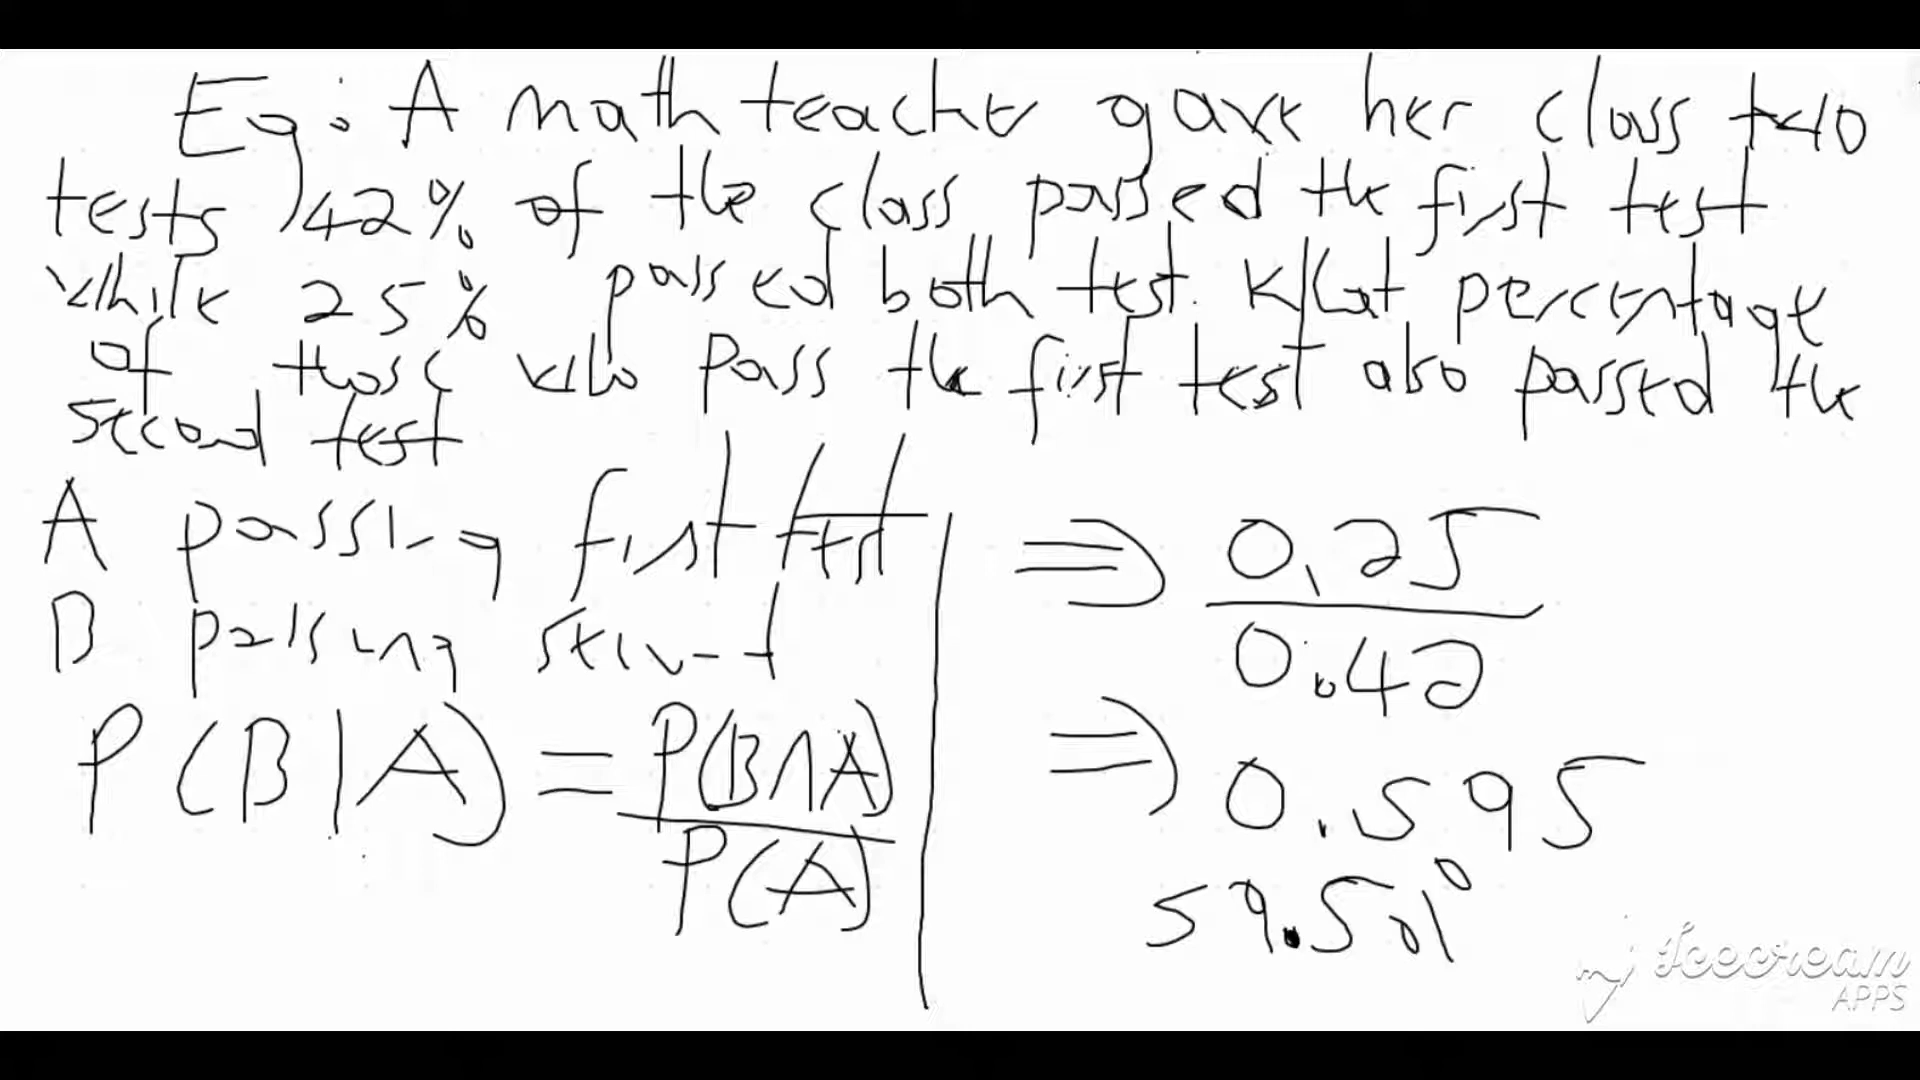 Eg: A math teacher gave her class two
tests, 42% of the class passed the first test
while 25% passed both test. What percentage
of those who pass the first test also passed the
second test
A passing first test
B passing second
P(B|A) = P(B∩A)
P(A)
⇒ 0.25
0.42
⇒ 0.595
59.5%
Icecream
APPS